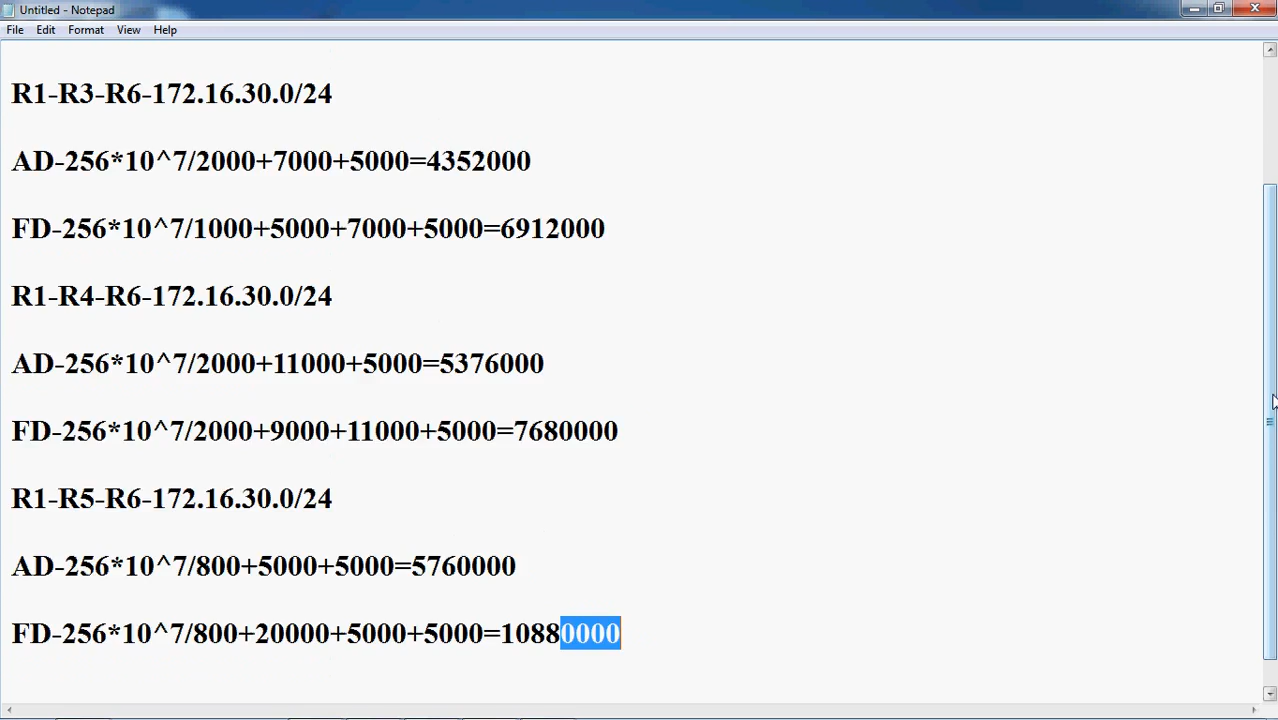 Untitled - Notepad
File Edit Format View Help
R1-R3-R6-172.16.30.0/24
AD-256*10^7/2000+7000+5000=4352000
FD-256*10^7/1000+5000+7000+5000=6912000
R1-R4-R6-172.16.30.0/24
AD-256*10^7/2000+11000+5000=5376000
FD-256*10^7/2000+9000+11000+5000=7680000
R1-R5-R6-172.16.30.0/24
AD-256*10^7/800+5000+5000=5760000
FD-256*10^7/800+20000+5000+5000=10880000